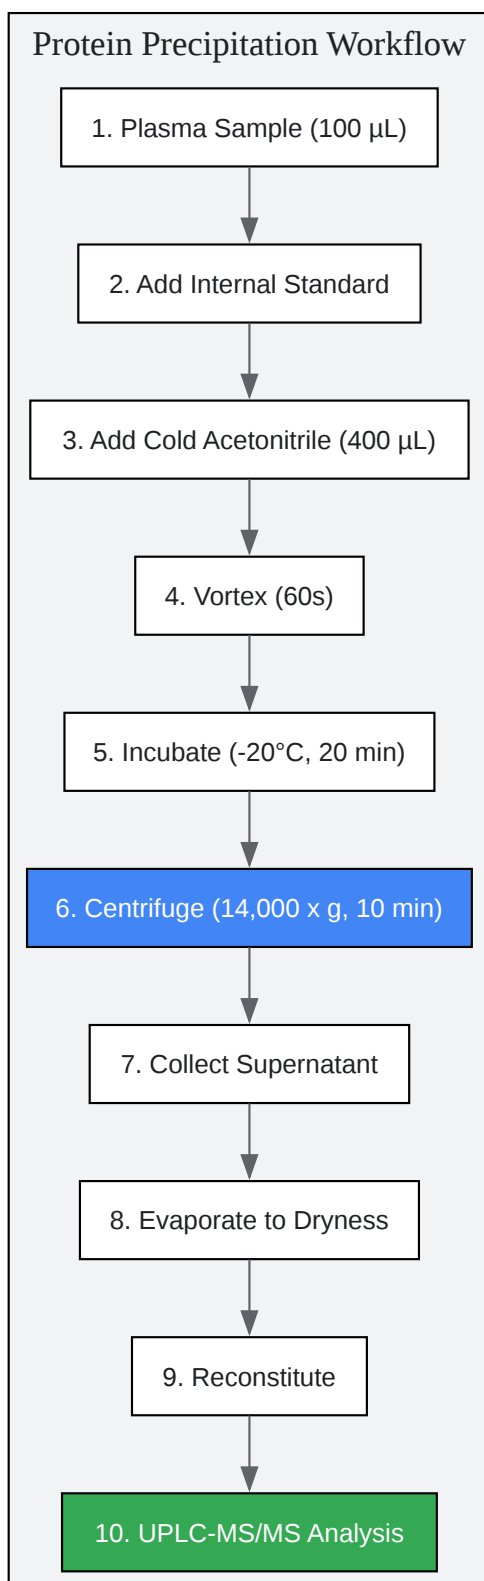 Protein Precipitation Workflow
1. Plasma Sample (100 µL)
2. Add Internal Standard
3. Add Cold Acetonitrile (400 µL)
4. Vortex (60s)
5. Incubate (-20°C, 20 min)
6. Centrifuge (14,000 x g, 10 min)
7. Collect Supernatant
8. Evaporate to Dryness
9. Reconstitute
10. UPLC-MS/MS Analysis